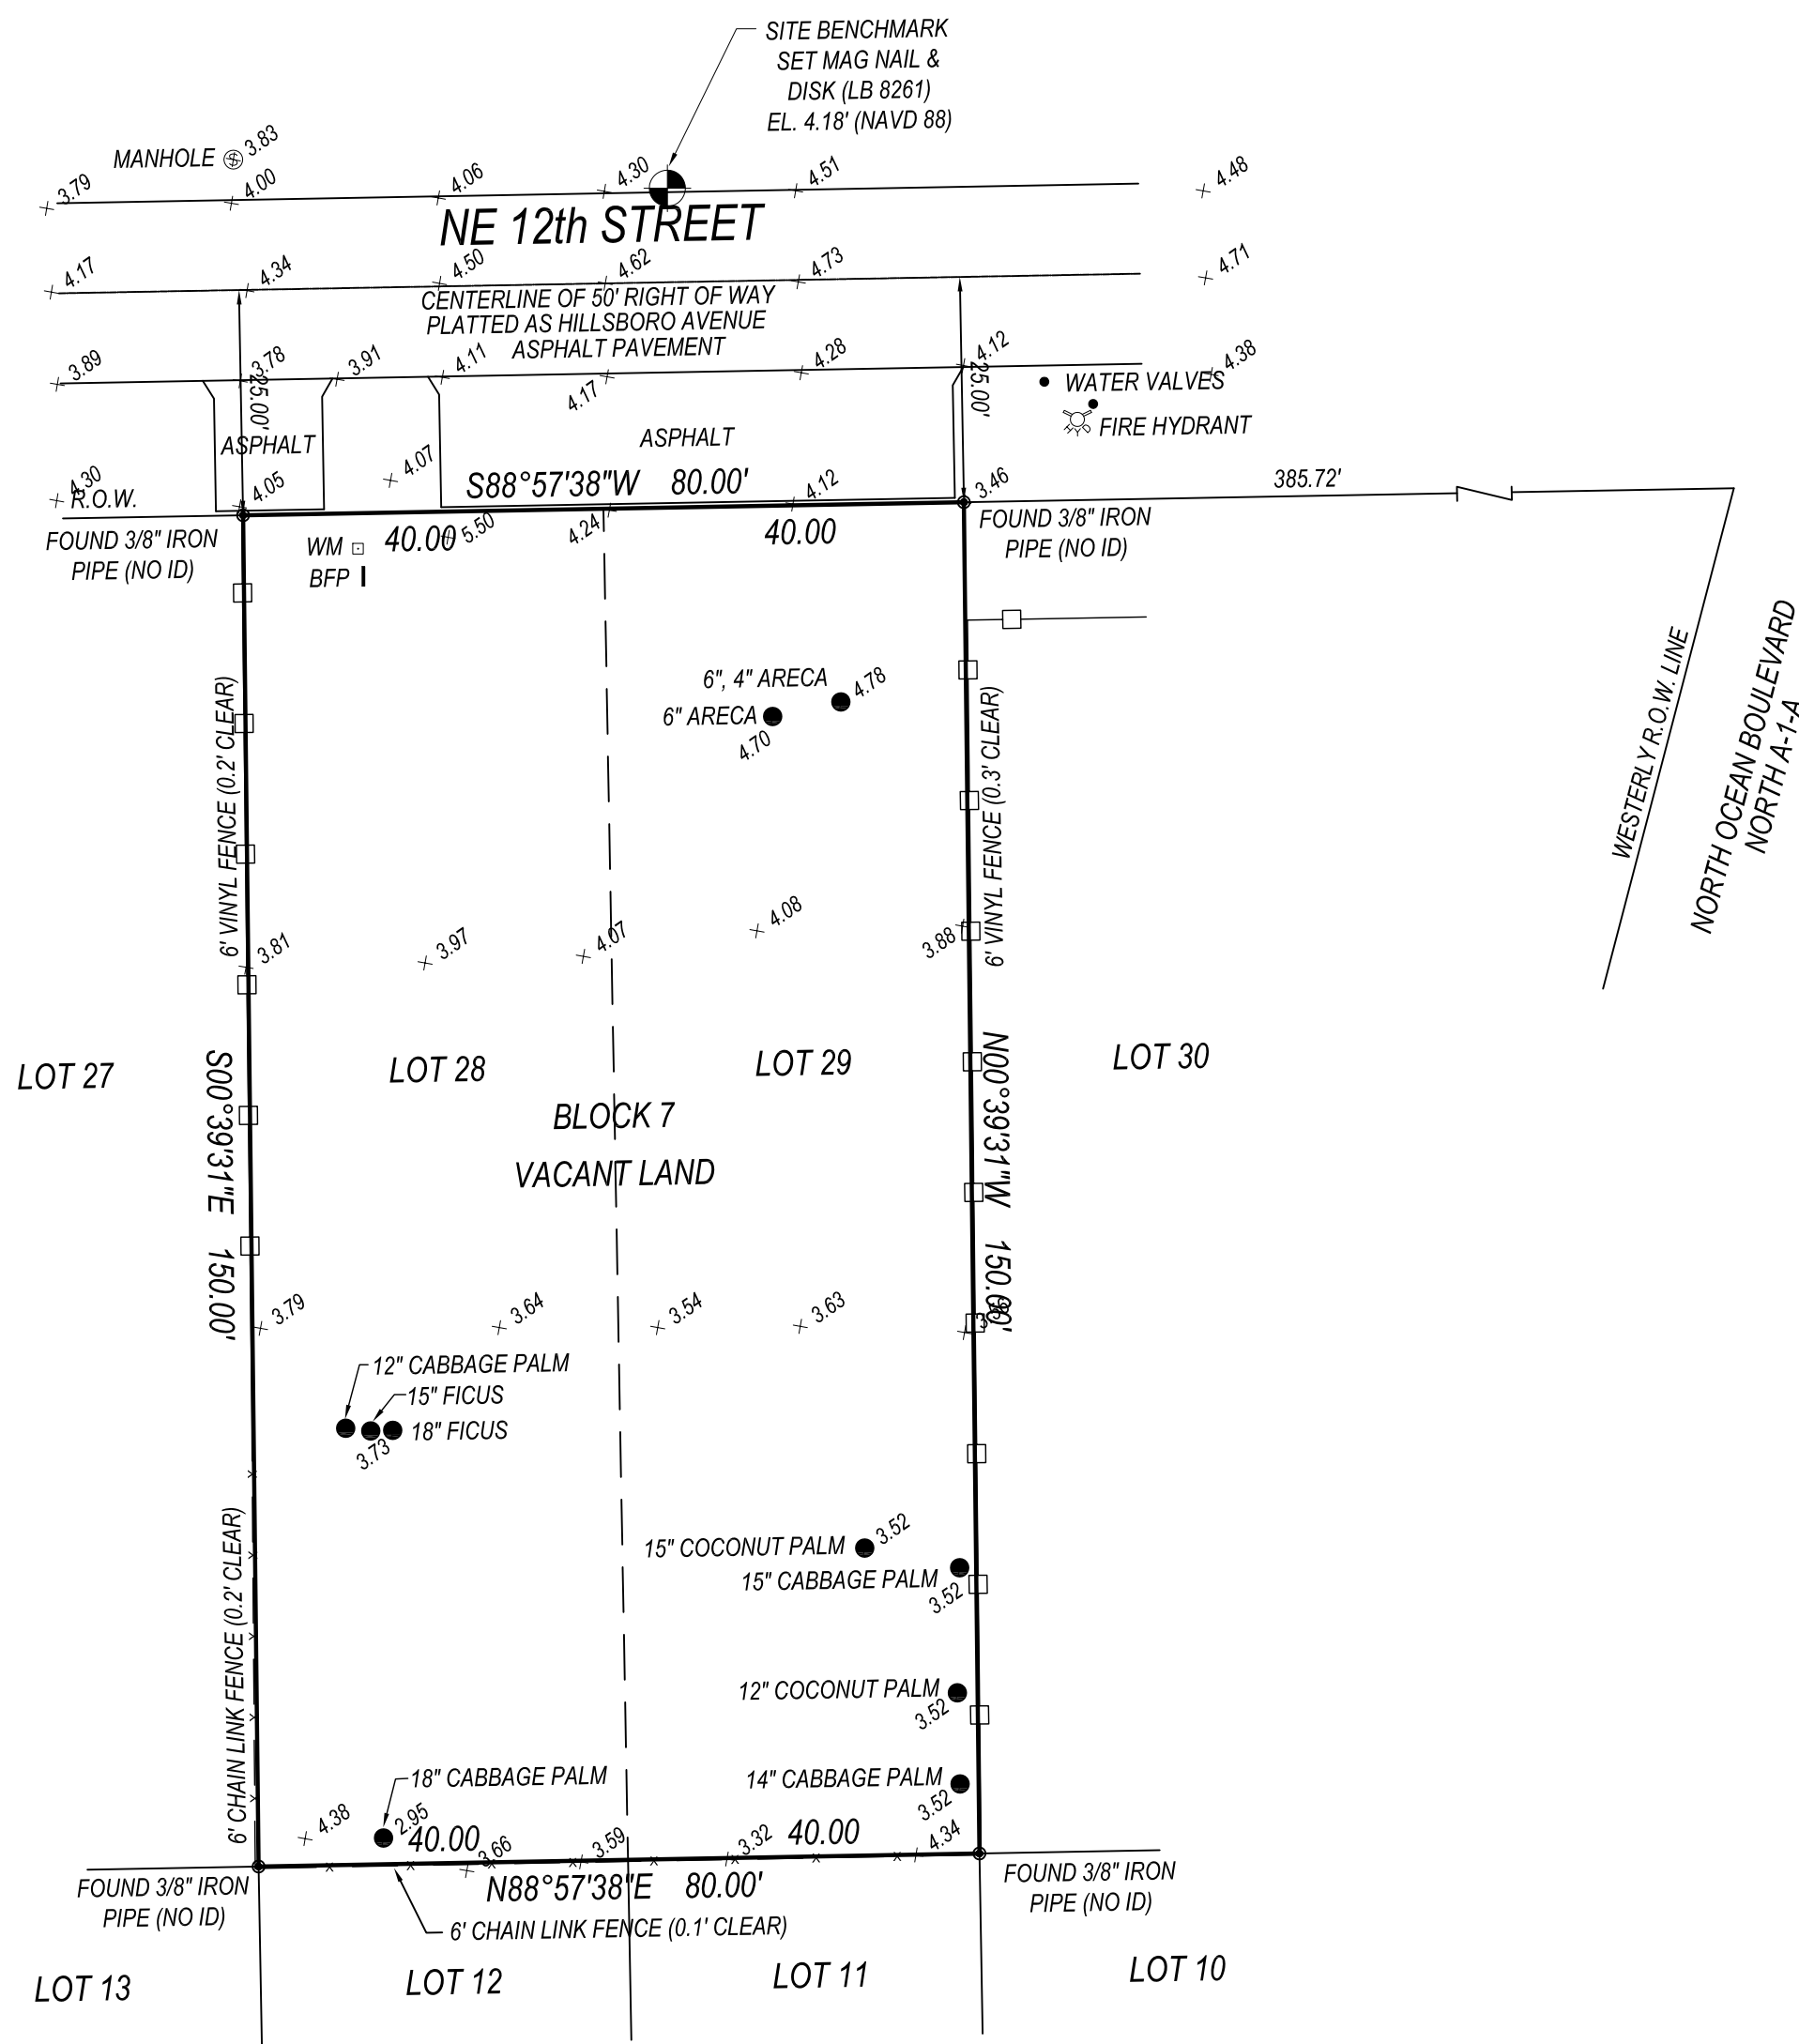 SITE BENCHMARK
SET MAG NAIL &
DISK (LB 8261)
EL. 4.18' (NAVD 88)
MANHOLE
3.83
3.79
4.00
4.06
4.30
4.51
4.48
NE 12th STREET
4.17
4.34
4.50
4.62
4.73
4.71
CENTERLINE OF 50' RIGHT OF WAY
PLATTED AS HILLSBORO AVENUE
ASPHALT PAVEMENT
3.89
3.78
3.91
4.11
4.17
4.28
4.12
4.38
25.00'
25.00'
WATER VALVES
FIRE HYDRANT
ASPHALT
ASPHALT
4.30
R.O.W.
4.05
4.07
S88°57'38"W 80.00'
4.12
3.46
385.72'
FOUND 3/8" IRON
PIPE (NO ID)
WM
BFP
40.00
5.50
4.24
40.00
FOUND 3/8" IRON
PIPE (NO ID)
6", 4" ARECA
4.78
6" ARECA
4.70
6' VINYL FENCE (0.2' CLEAR)
6' VINYL FENCE (0.3' CLEAR)
WESTERLY R.O.W. LINE
NORTH OCEAN BOULEVARD
NORTH A-1-A
3.81
3.97
4.07
4.08
3.88
LOT 27
LOT 28
LOT 29
LOT 30
S00°39'31"E 150.00'
N00°39'31"W 150.00'
BLOCK 7
VACANT LAND
3.79
3.64
3.54
3.63
12" CABBAGE PALM
15" FICUS
18" FICUS
3.73
15" COCONUT PALM
3.52
15" CABBAGE PALM
3.52
12" COCONUT PALM
3.52
14" CABBAGE PALM
3.52
6' CHAIN LINK FENCE (0.2' CLEAR)
18" CABBAGE PALM
4.38
2.95
40.00
3.66
3.59
3.32
40.00
4.34
FOUND 3/8" IRON
PIPE (NO ID)
N88°57'38"E 80.00'
FOUND 3/8" IRON
PIPE (NO ID)
6' CHAIN LINK FENCE (0.1' CLEAR)
LOT 13
LOT 12
LOT 11
LOT 10